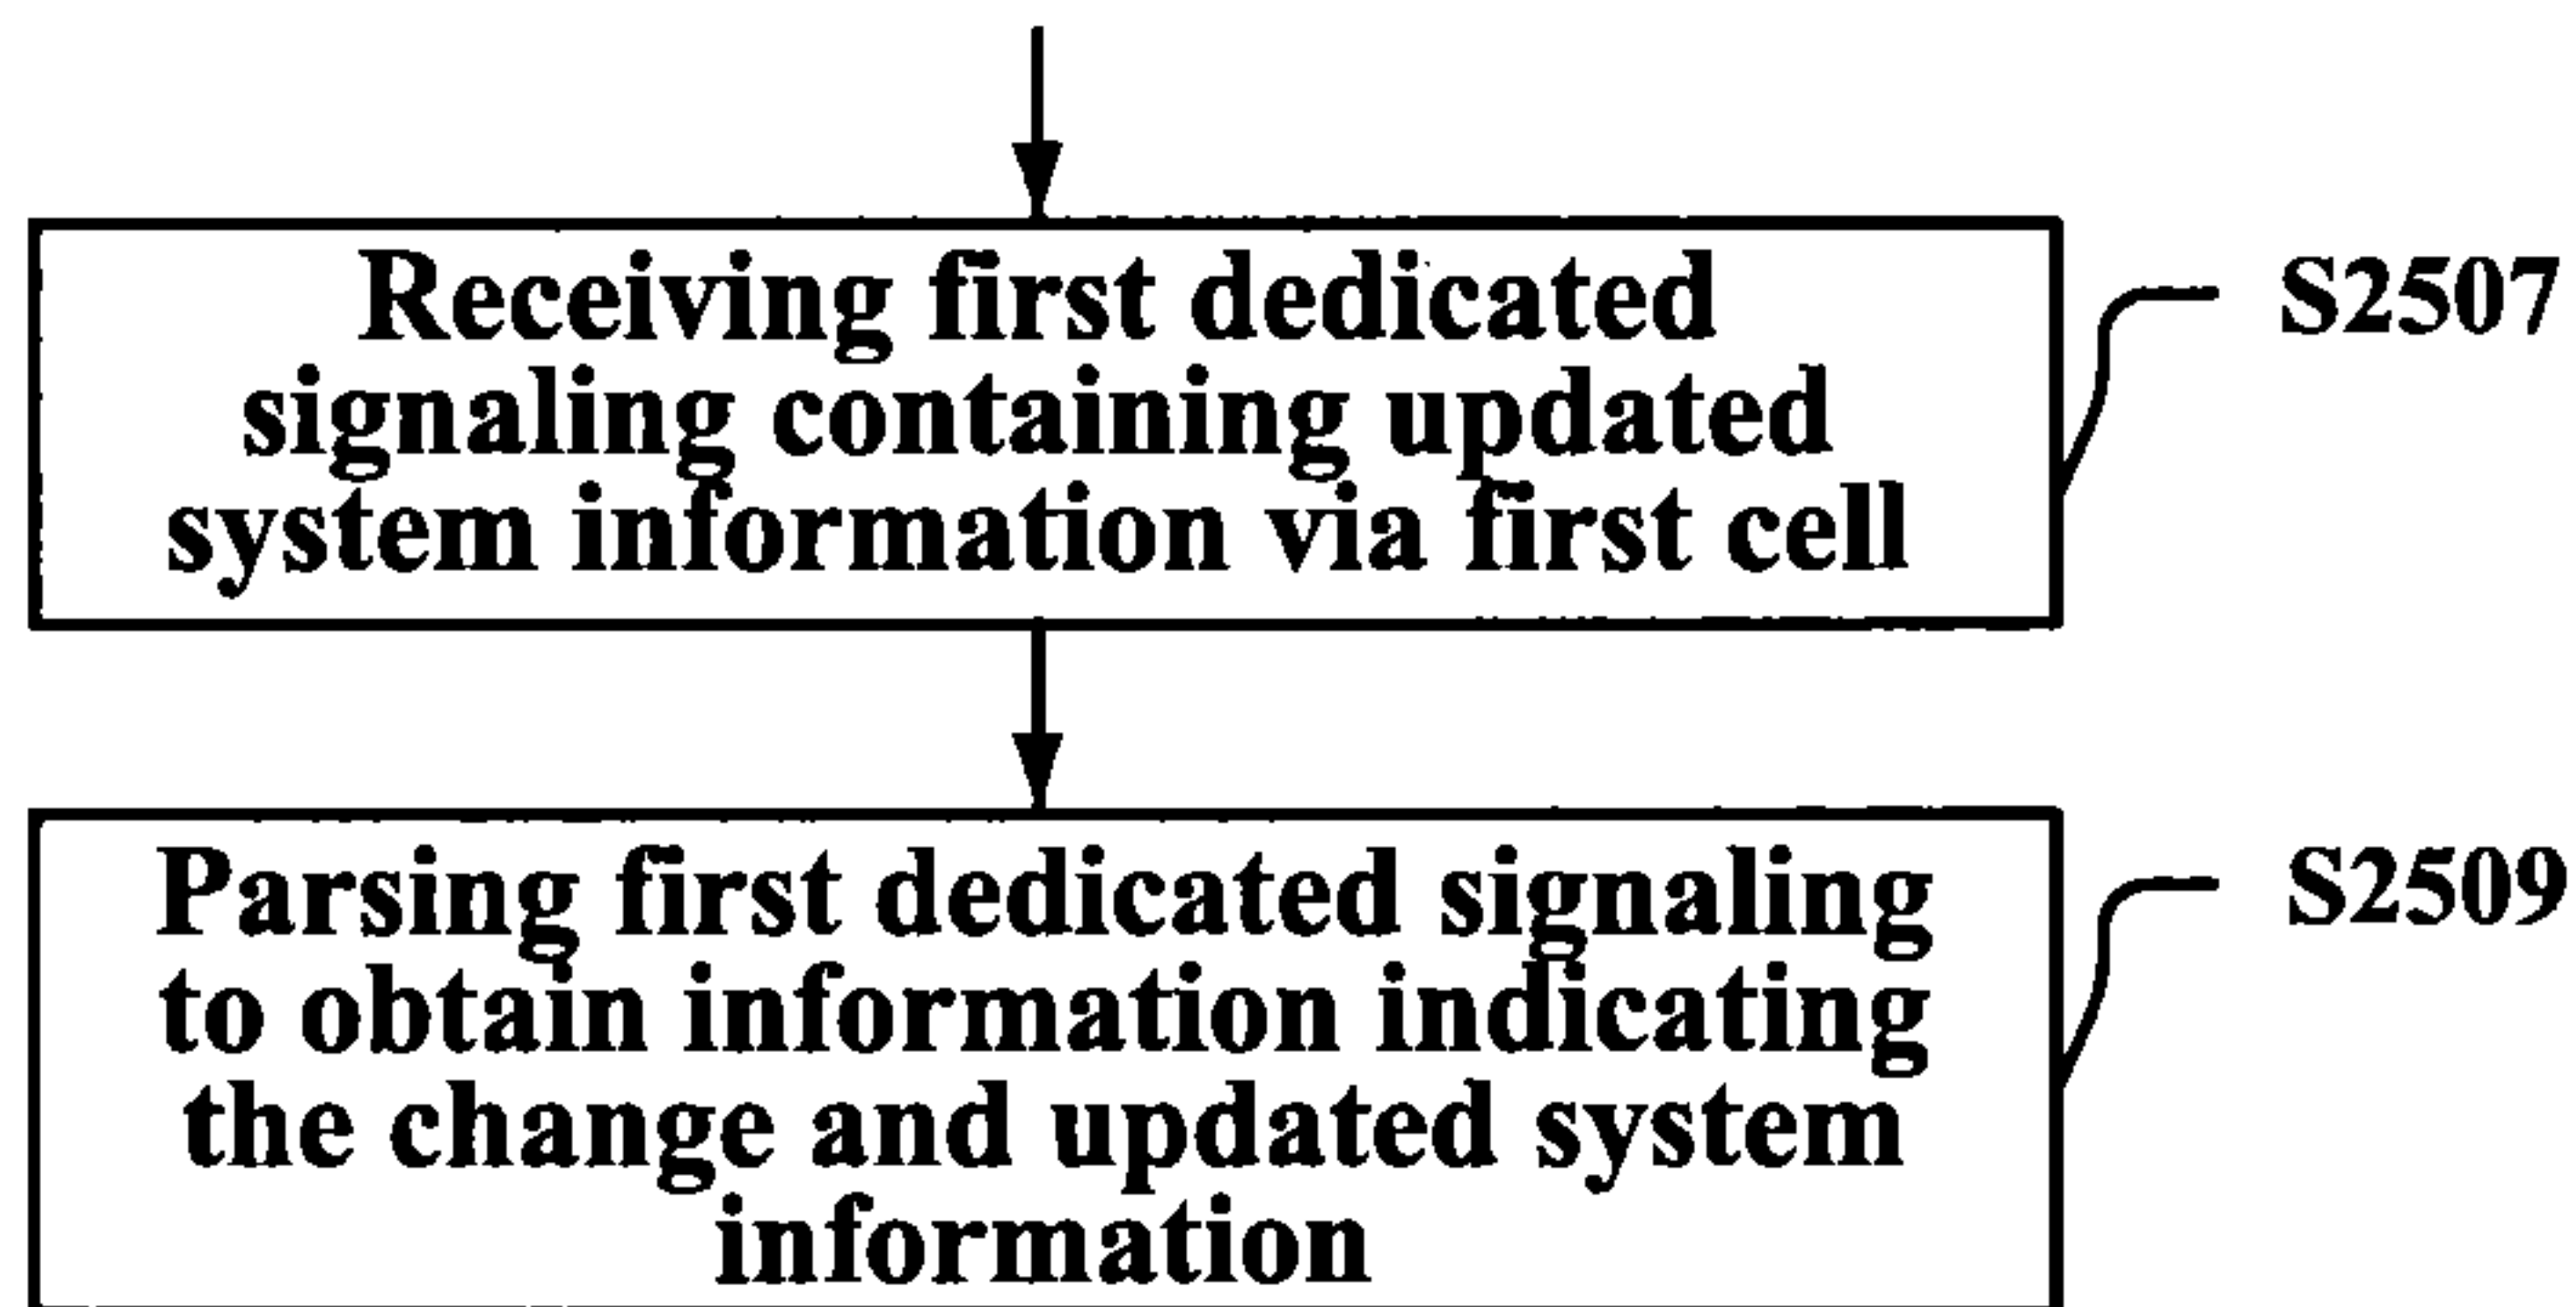 Receiving first dedicated
signaling containing updated
system information via first cell
S2507
Parsing first dedicated signaling
to obtain information indicating
the change and updated system
information
S2509